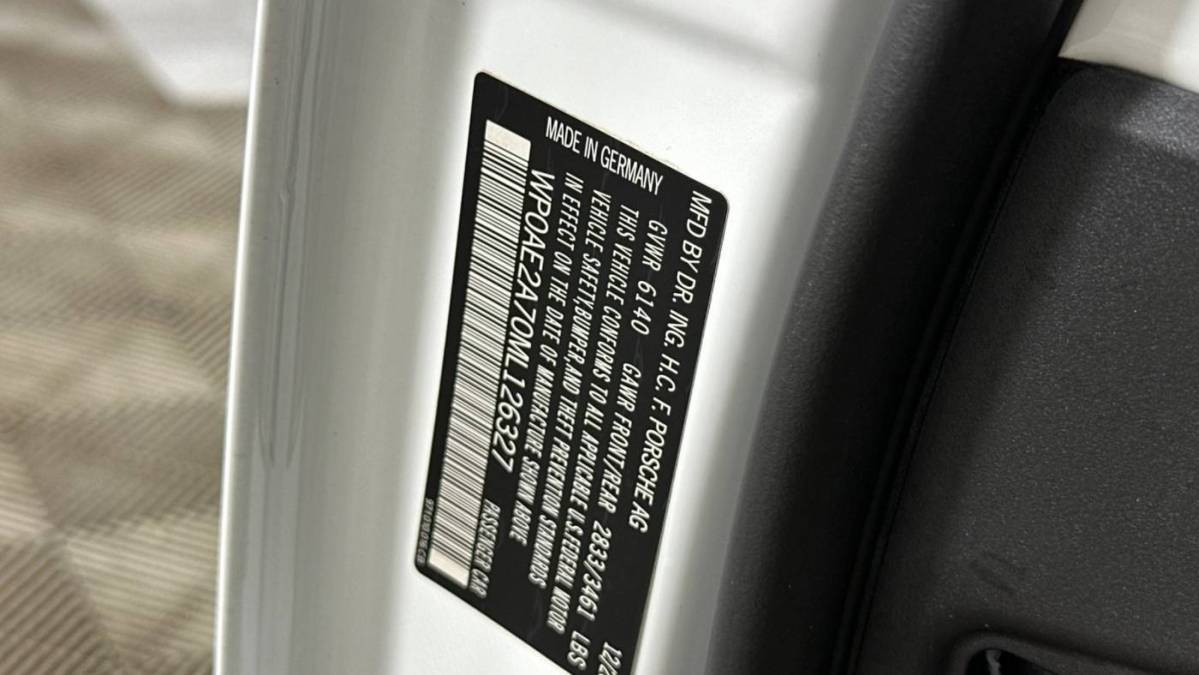 MFD BY DR. ING. H.C. F. PORSCHE AG
GVWR 6140 GAWR FRONT/REAR 2833/3461 LBS
THIS VEHICLE CONFORMS TO ALL APPLICABLE U.S. FEDERAL MOTOR
VEHICLE SAFETY, BUMPER, AND THEFT PREVENTION STANDARDS
IN EFFECT ON THE DATE OF MANUFACTURE SHOWN ABOVE
MADE IN GERMANY
WP0AE2A70ML126327 PASSENGER CAR